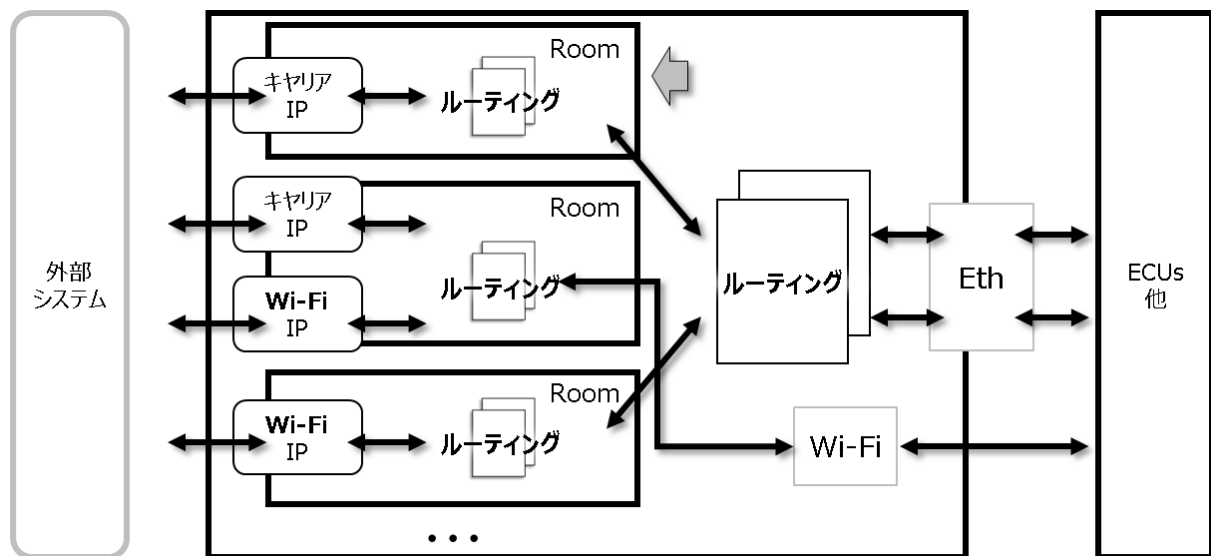 外部
システム
キャリア
IP
ルーティング
Room
キャリア
IP
Wi-Fi
IP
ルーティング
Room
Wi-Fi
IP
ルーティング
Room
・・・
ルーティング
Eth
Wi-Fi
ECUs
他